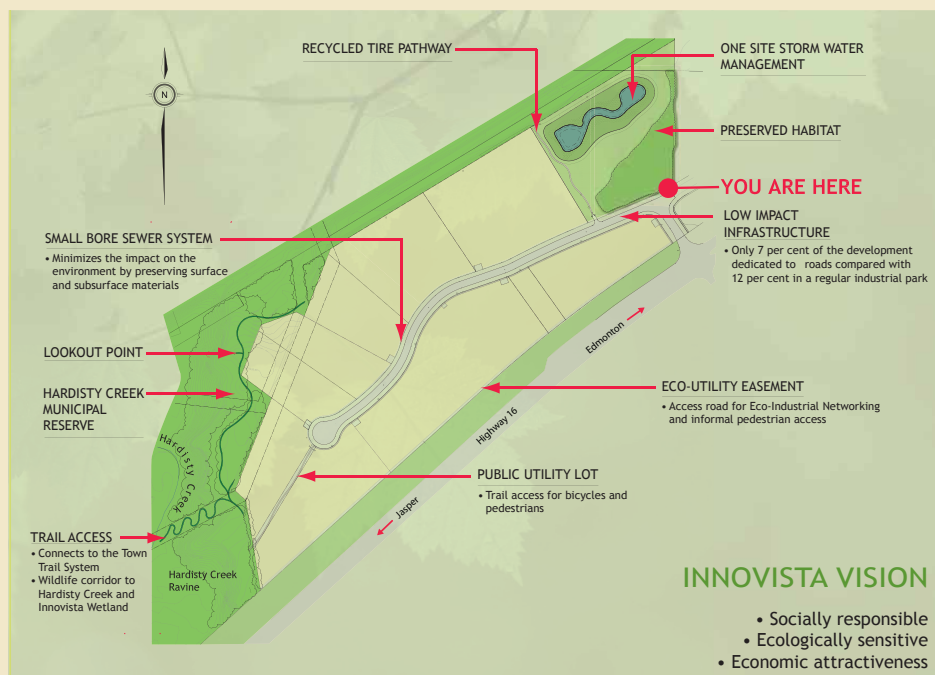 RECYCLED TIRE PATHWAY
ONE SITE STORM WATER
MANAGEMENT
N
PRESERVED HABITAT
YOU ARE HERE
LOW IMPACT
INFRASTRUCTURE
• Only 7 per cent of the development
dedicated to roads compared with
12 per cent in a regular industrial park
SMALL BORE SEWER SYSTEM
• Minimizes the impact on the
environment by preserving surface
and subsurface materials
Edmonton
LOOKOUT POINT
HARDISTY CREEK
MUNICIPAL
RESERVE
ECO-UTILITY EASEMENT
• Access road for Eco-Industrial Networking
and informal pedestrian access
Highway 16
Hardisty Creek
PUBLIC UTILITY LOT
• Trail access for bicycles and
pedestrians
Jasper
TRAIL ACCESS
• Connects to the Town
Trail System
• Wildlife corridor to
Hardisty Creek and
Innovista Wetland
Hardisty Creek
Ravine
INNOVISTA VISION
• Socially responsible
• Ecologically sensitive
• Economic attractiveness